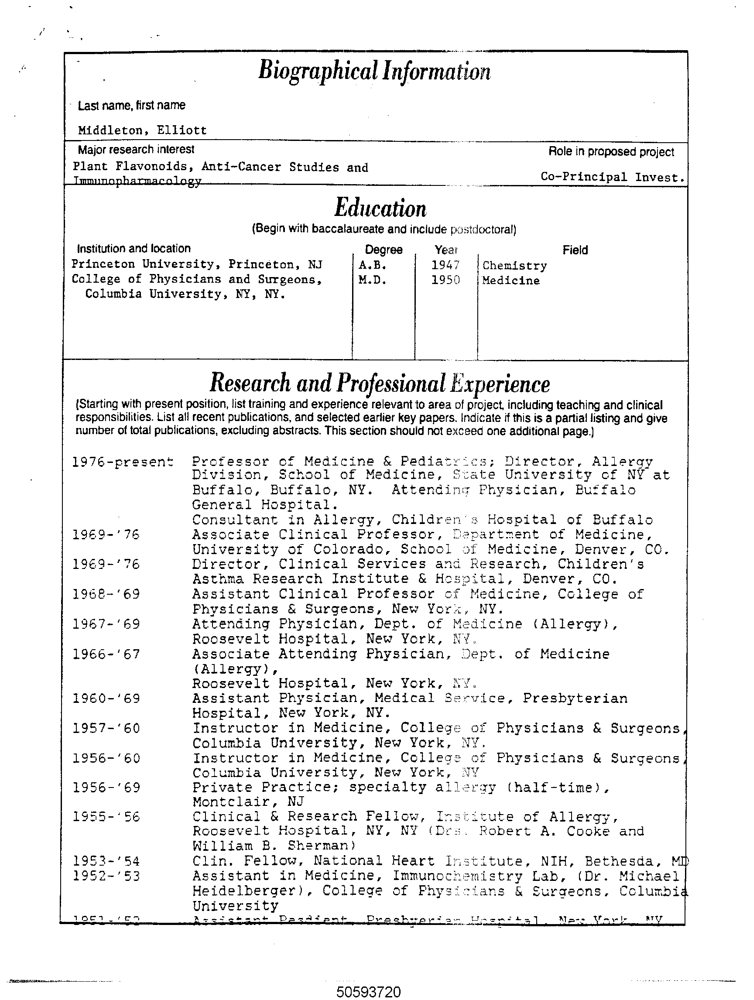 Biographical Information
Last name, first name
Middleton, Elliott
Major research interest
Role in proposed project
Plant Flavonoids, Anti-Cancer Studies and
Immunopharmacology
Co-Principal Invest.
Education
(Begin with baccalaureate and include postdoctoral)
Institution and location Degree Year Field
Princeton University, Princeton, NJ A.B. 1947 Chemistry
College of Physicians and Surgeons, M.D. 1950 Medicine
Columbia University, NY, NY.
Research and Professional Experience
(Starting with present position, list training and experience relevant to area of project, including teaching and clinical
responsibilities. List all recent publications, and selected earlier key papers. Indicate if this is a partial listing and give
number of total publications, excluding abstracts. This section should not exceed one additional page.)
1976-present Professor of Medicine & Pediatrics; Director, Allergy
Division, School of Medicine, State University of NY at
Buffalo, Buffalo, NY. Attending Physician, Buffalo
General Hospital.
Consultant in Allergy, Children's Hospital of Buffalo
1969-'76 Associate Clinical Professor, Department of Medicine,
University of Colorado, School of Medicine, Denver, CO.
1969-'76 Director, Clinical Services and Research, Children's
Asthma Research Institute & Hospital, Denver, CO.
1968-'69 Assistant Clinical Professor of Medicine, College of
Physicians & Surgeons, New York, NY.
1967-'69 Attending Physician, Dept. of Medicine (Allergy),
Roosevelt Hospital, New York, NY.
1966-'67 Associate Attending Physician, Dept. of Medicine
(Allergy),
Roosevelt Hospital, New York, NY.
1960-'69 Assistant Physician, Medical Service, Presbyterian
Hospital, New York, NY.
1957-'60 Instructor in Medicine, College of Physicians & Surgeons,
Columbia University, New York, NY.
1956-'60 Instructor in Medicine, College of Physicians & Surgeons,
Columbia University, New York, NY
1956-'69 Private Practice; specialty allergy (half-time),
Montclair, NJ
1955-'56 Clinical & Research Fellow, Institute of Allergy,
Roosevelt Hospital, NY, NY (Drs. Robert A. Cooke and
William B. Sherman)
1953-'54 Clin. Fellow, National Heart Institute, NIH, Bethesda, MD
1952-'53 Assistant in Medicine, Immunochemistry Lab, (Dr. Michael
Heidelberger), College of Physicians & Surgeons, Columbia
University
1951-'52 Assistant Hospital, New York, NY
50593720